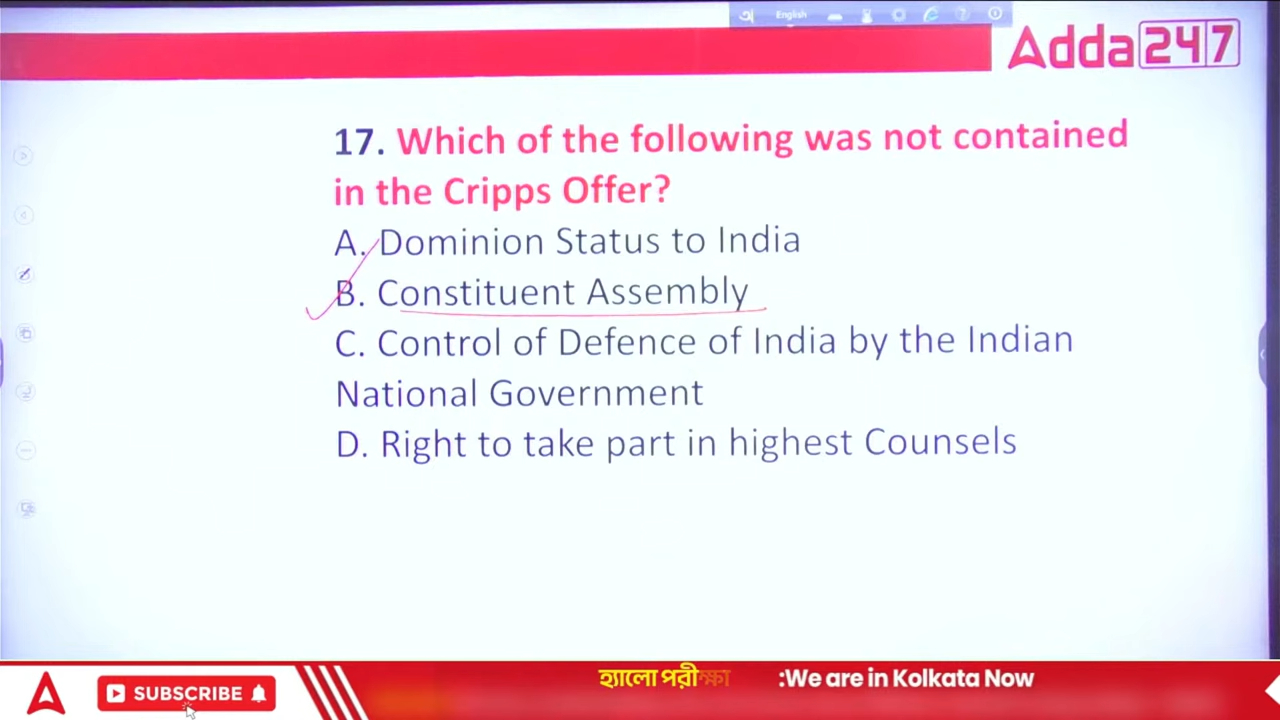 English
Adda247
17. Which of the following was not contained
in the Cripps Offer?
A. Dominion Status to India
B. Constituent Assembly
C. Control of Defence of India by the Indian
National Government
D. Right to take part in highest Counsels
SUBSCRIBE
হ্যালো পরীক্ষা :We are in Kolkata Now